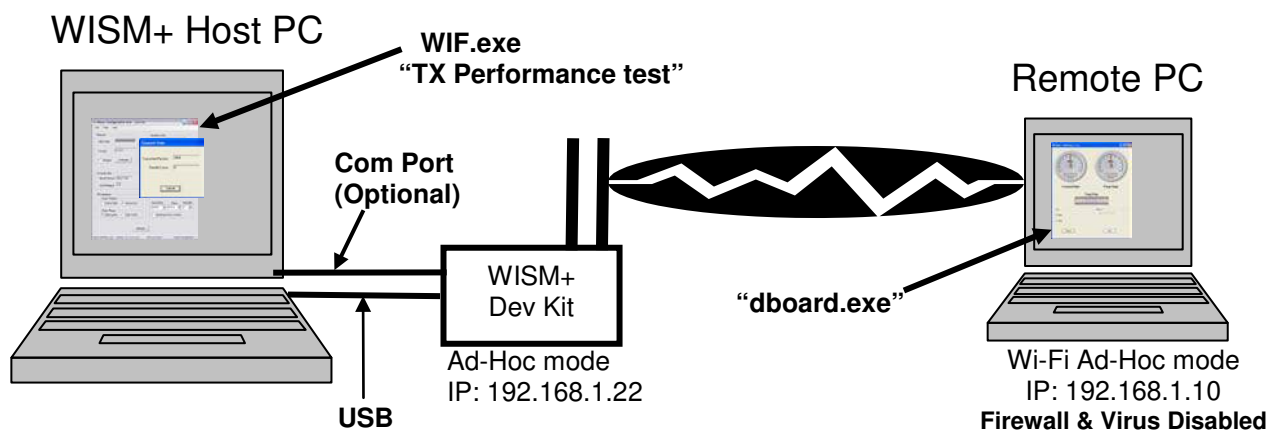 WISM+ Host PC
WIF.exe
“TX Performance test”
Remote PC
Com Port
(Optional)
WISM+
Dev Kit
“dboard.exe”
Ad-Hoc mode
IP: 192.168.1.22
USB
Wi-Fi Ad-Hoc mode
IP: 192.168.1.10
Firewall & Virus Disabled